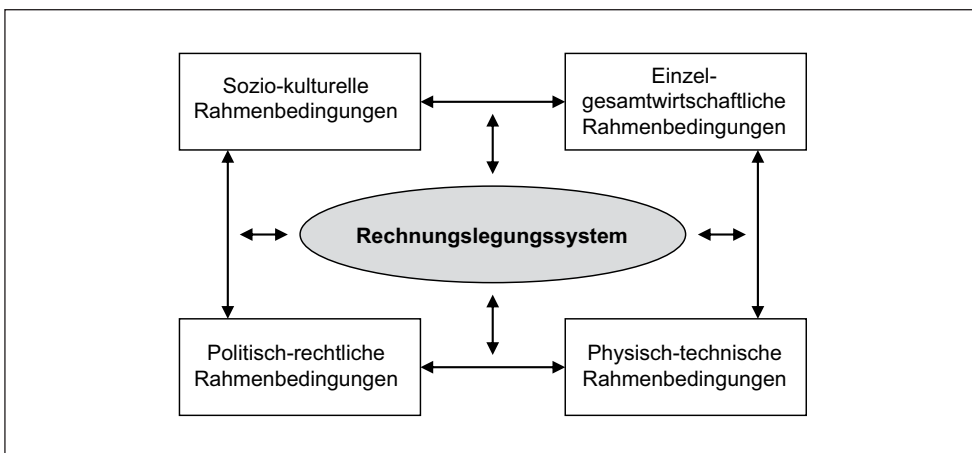 Sozio-kulturelle
Rahmenbedingungen
Einzel-
gesamtwirtschaftliche
Rahmenbedingungen
Rechnungslegungssystem
Politisch-rechtliche
Rahmenbedingungen
Physisch-technische
Rahmenbedingungen